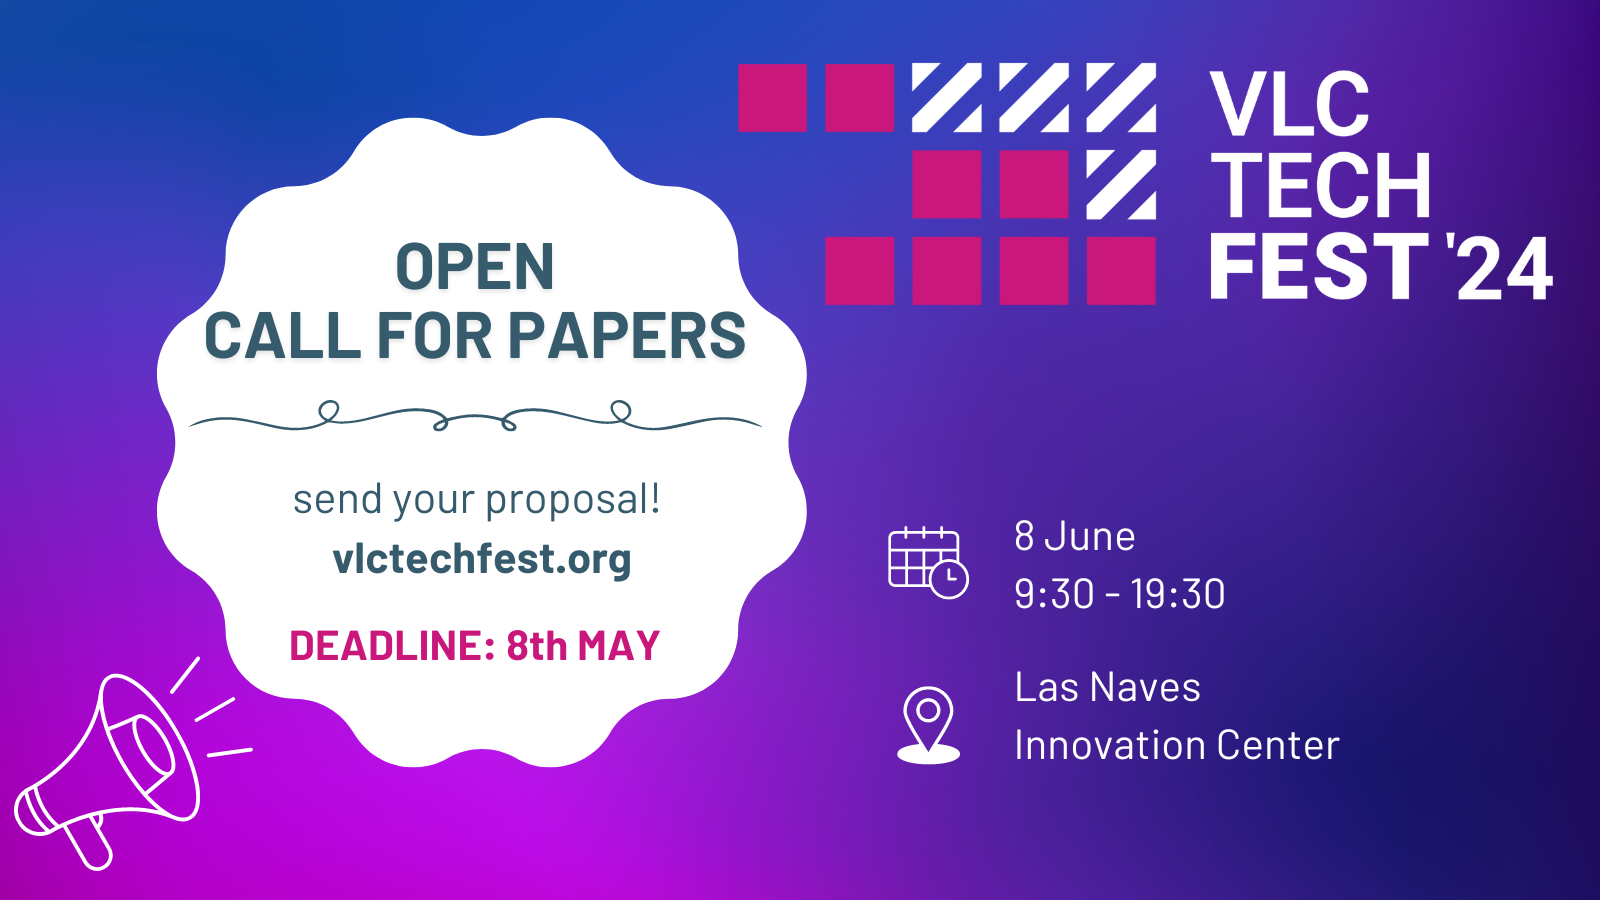 VLC
TECH
FEST '24
OPEN
CALL FOR PAPERS
send your proposal!
vlctechfest.org
DEADLINE: 8th MAY
8 June
9:30 - 19:30
Las Naves
Innovation Center